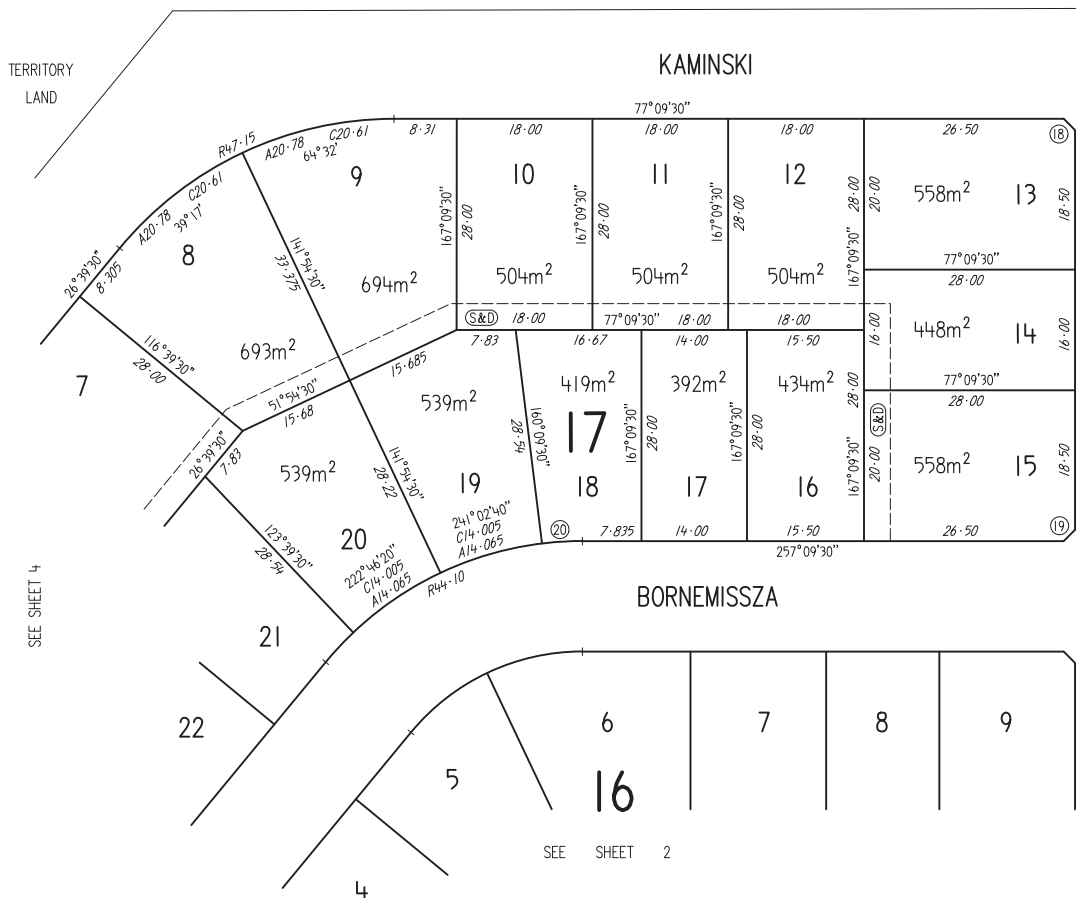 TERRITORY
LAND
KAMINSKI
77°09'30"
8·31
18·00
18·00
18·00
26·50
18
R47·15
A20·78
C20·61
64°32'
9
10
11
12
13
558m²
18·50
A20·78
C20·61
39°17'
8
167°09'30"
28·00
167°09'30"
28·00
167°09'30"
28·00
167°09'30"
28·00
20·00
26°39'30"
8·305
141°54'30"
33·375
694m²
504m²
504m²
504m²
77°09'30"
28·00
S&D
18·00
77°09'30"
18·00
18·00
16·00
448m²
14
16·00
7
116°39'30"
28·00
693m²
7·83
16·67
14·00
15·50
77°09'30"
28·00
51°54'30"
15·68
15·685
539m²
419m²
392m²
434m²
28·00
S&D
17
26°39'30"
7·83
539m²
160°09'30"
28·54
167°09'30"
28·00
167°09'30"
28·00
167°09'30"
20·00
558m²
15
18·50
141°54'30"
28·22
19
18
17
16
241°02'40"
C14·005
A14·065
20
7·835
14·00
15·50
26·50
19
257°09'30"
123°39'30"
28·54
20
222°46'20"
C14·005
A14·065
R44·10
BORNEMISSZA
SEE SHEET 4
21
22
6
7
8
9
5
16
SEE SHEET 2
4